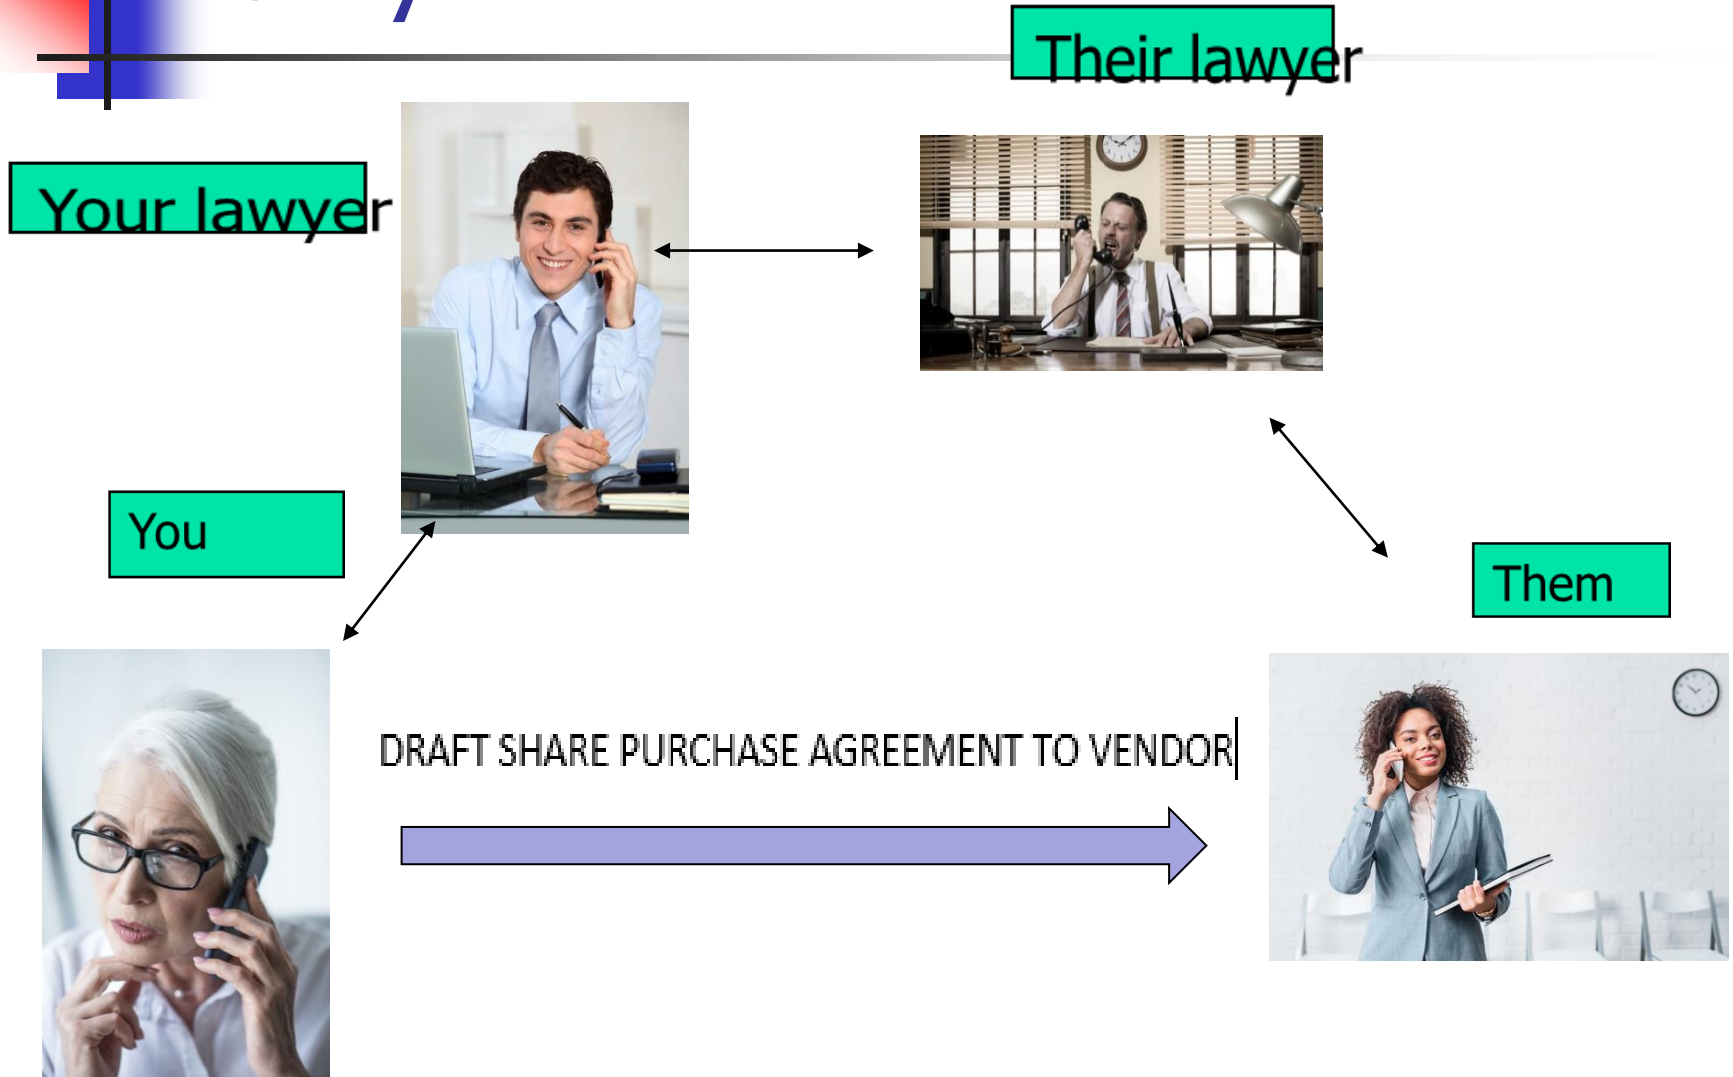 Their lawyer
Your lawyer
You
Them
DRAFT SHARE PURCHASE AGREEMENT TO VENDOR